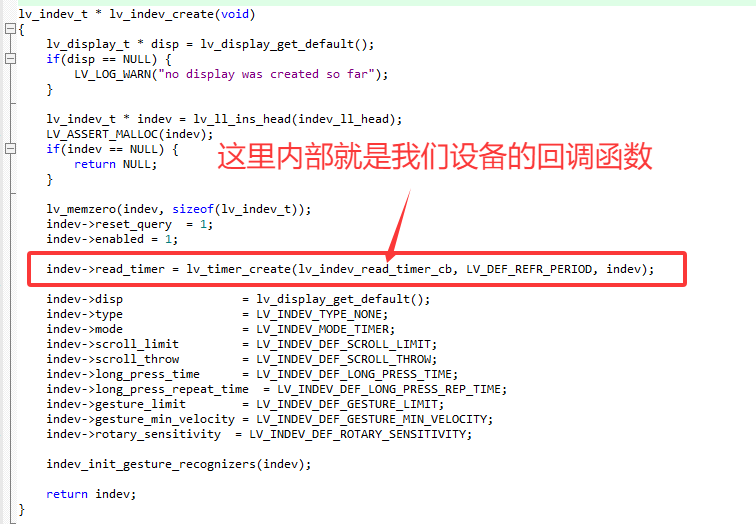 lv_indev_t * lv_indev_create(void)
{
    lv_display_t * disp = lv_display_get_default();
    if(disp == NULL) {
        LV_LOG_WARN("no display was created so far");
    }
    lv_indev_t * indev = lv_ll_ins_head(indev_ll_head);
    LV_ASSERT_MALLOC(indev);
    if(indev == NULL) {
        return NULL;
    }
这里内部就是我们设备的回调函数
    lv_memzero(indev, sizeof(lv_indev_t));
    indev->reset_query  = 1;
    indev->enabled = 1;
    indev->read_timer = lv_timer_create(lv_indev_read_timer_cb, LV_DEF_REFR_PERIOD, indev);
    indev->disp                 = lv_display_get_default();
    indev->type                 = LV_INDEV_TYPE_NONE;
    indev->mode                 = LV_INDEV_MODE_TIMER;
    indev->scroll_limit         = LV_INDEV_DEF_SCROLL_LIMIT;
    indev->scroll_throw         = LV_INDEV_DEF_SCROLL_THROW;
    indev->long_press_time      = LV_INDEV_DEF_LONG_PRESS_TIME;
    indev->long_press_repeat_time  = LV_INDEV_DEF_LONG_PRESS_REP_TIME;
    indev->gesture_limit        = LV_INDEV_DEF_GESTURE_LIMIT;
    indev->gesture_min_velocity = LV_INDEV_DEF_GESTURE_MIN_VELOCITY;
    indev->rotary_sensitivity  = LV_INDEV_DEF_ROTARY_SENSITIVITY;
    indev_init_gesture_recognizers(indev);
    return indev;
}